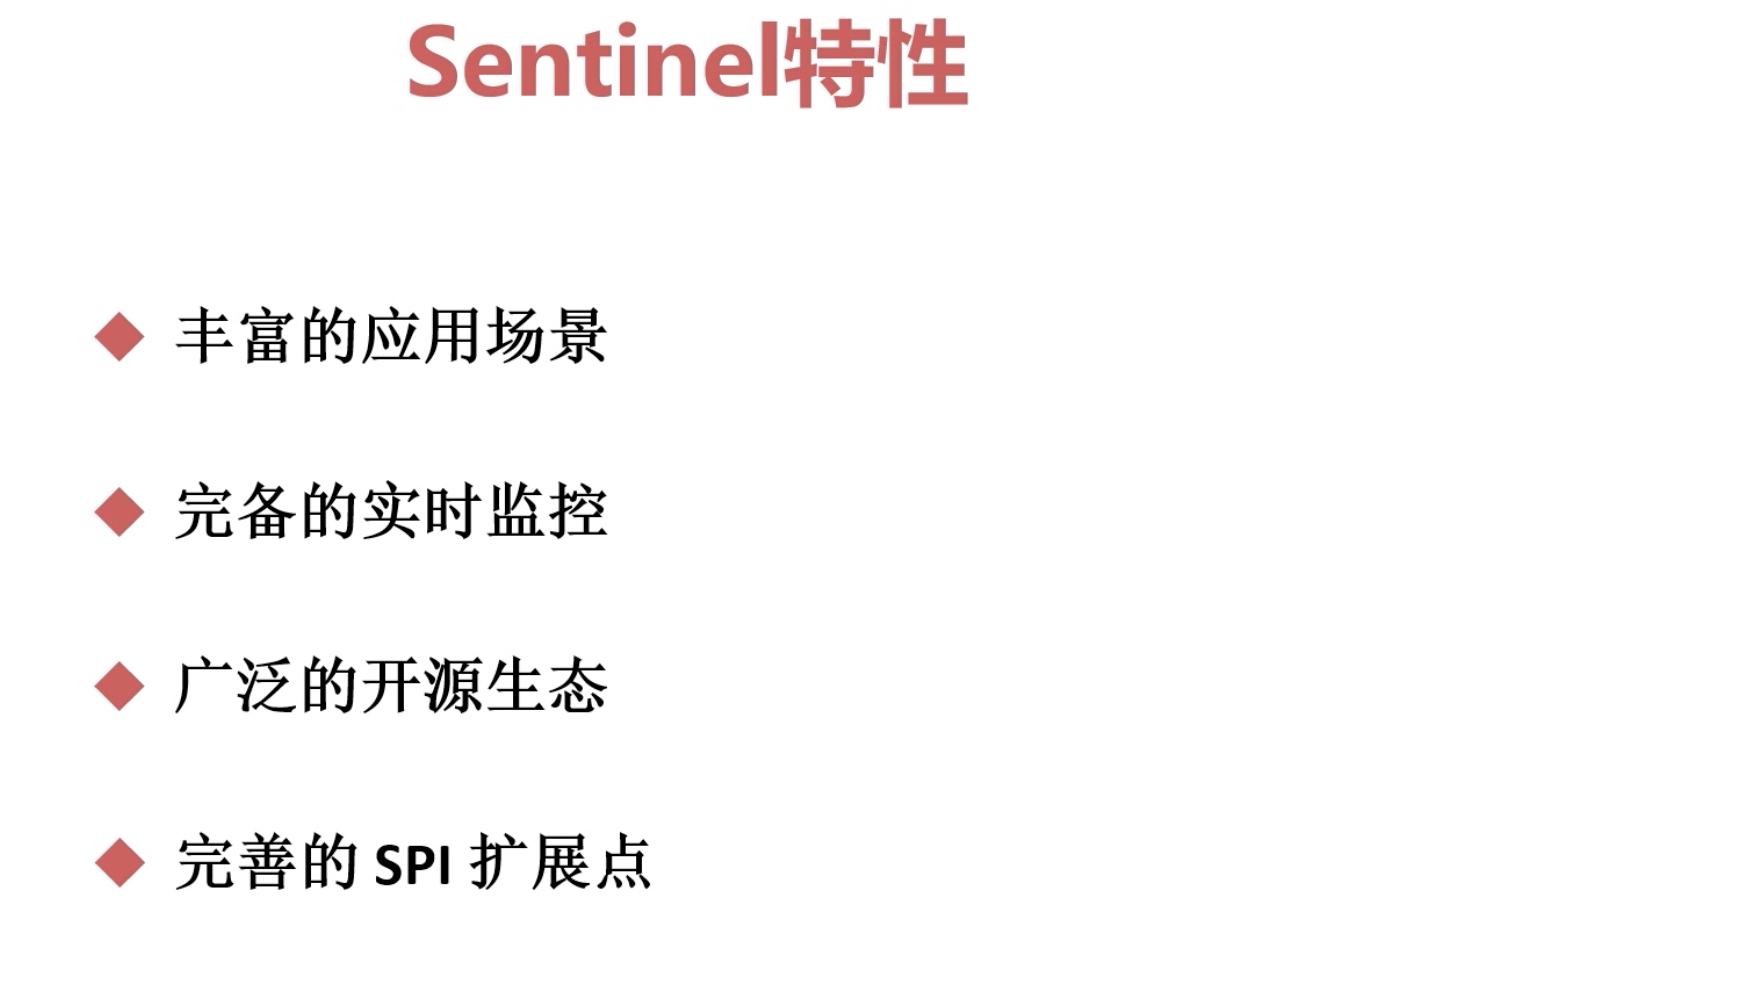 Sentinel特性
丰富的应用场景
完备的实时监控
广泛的开源生态
完善的 SPI 扩展点